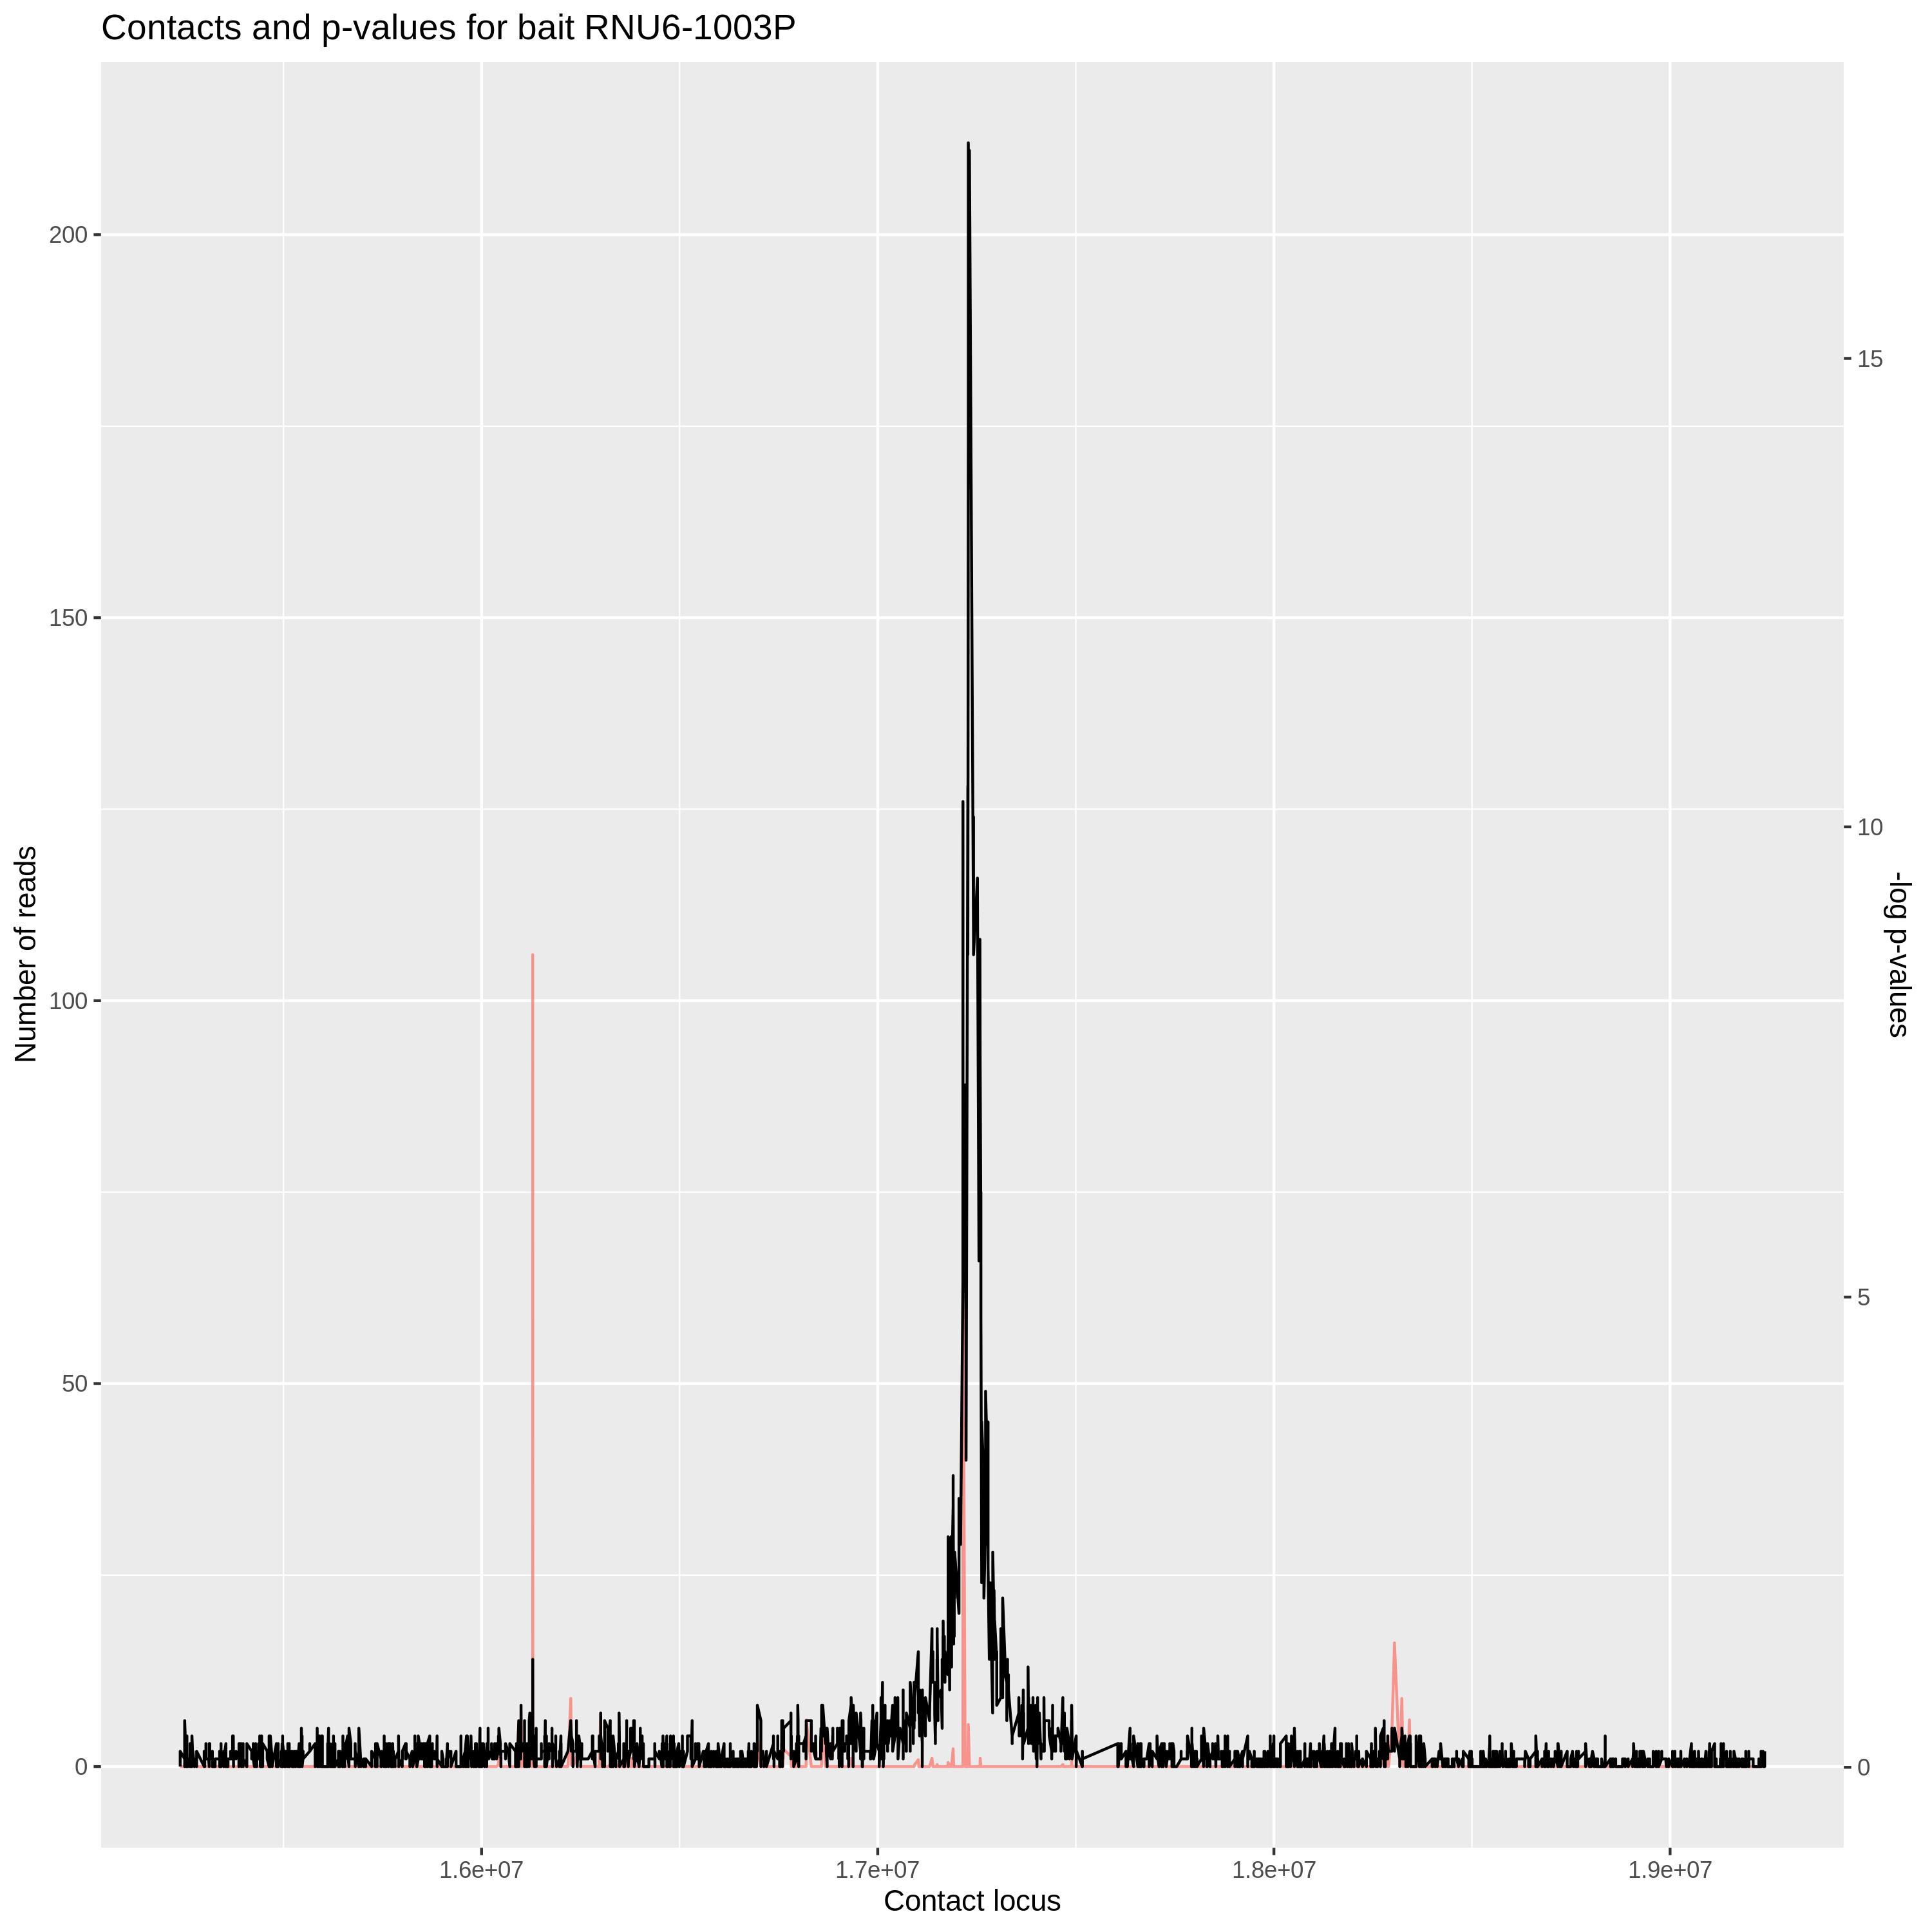 Contacts and p-values for bait RNU6-1003P
200
150
100
50
0
Number of reads
15
10
5
0
-log p-values
1.6e+07
1.7e+07
1.8e+07
1.9e+07
Contact locus